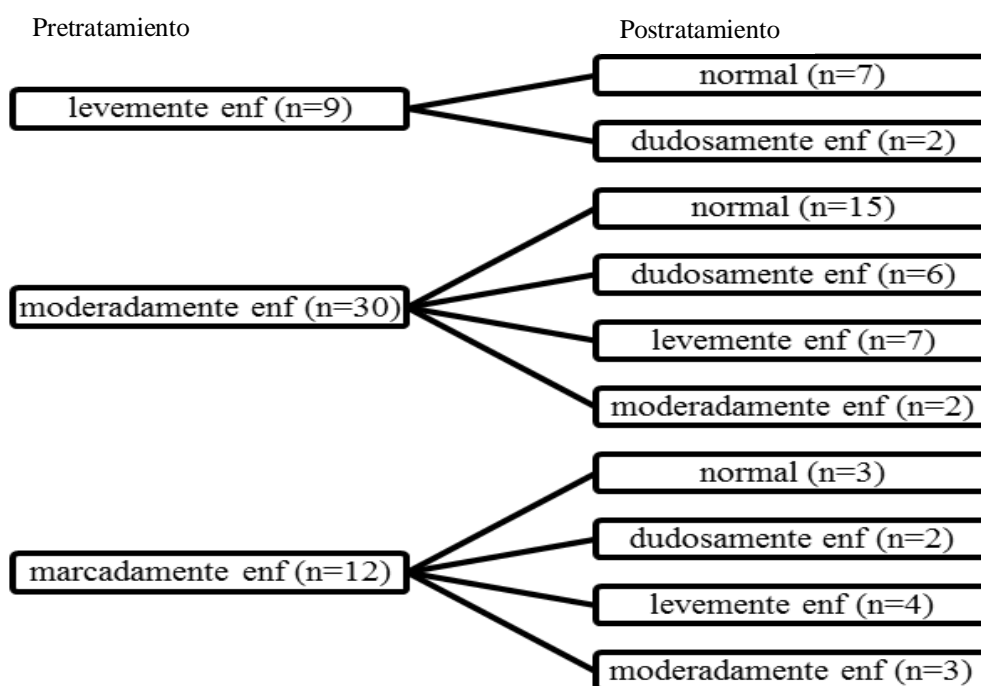 Pretratamiento
Postratamiento
levemente enf (n=9)
normal (n=7)
dudosamente enf (n=2)
moderadamente enf (n=30)
normal (n=15)
dudosamente enf (n=6)
levemente enf (n=7)
moderadamente enf (n=2)
marcadamente enf (n=12)
normal (n=3)
dudosamente enf (n=2)
levemente enf (n=4)
moderadamente enf (n=3)